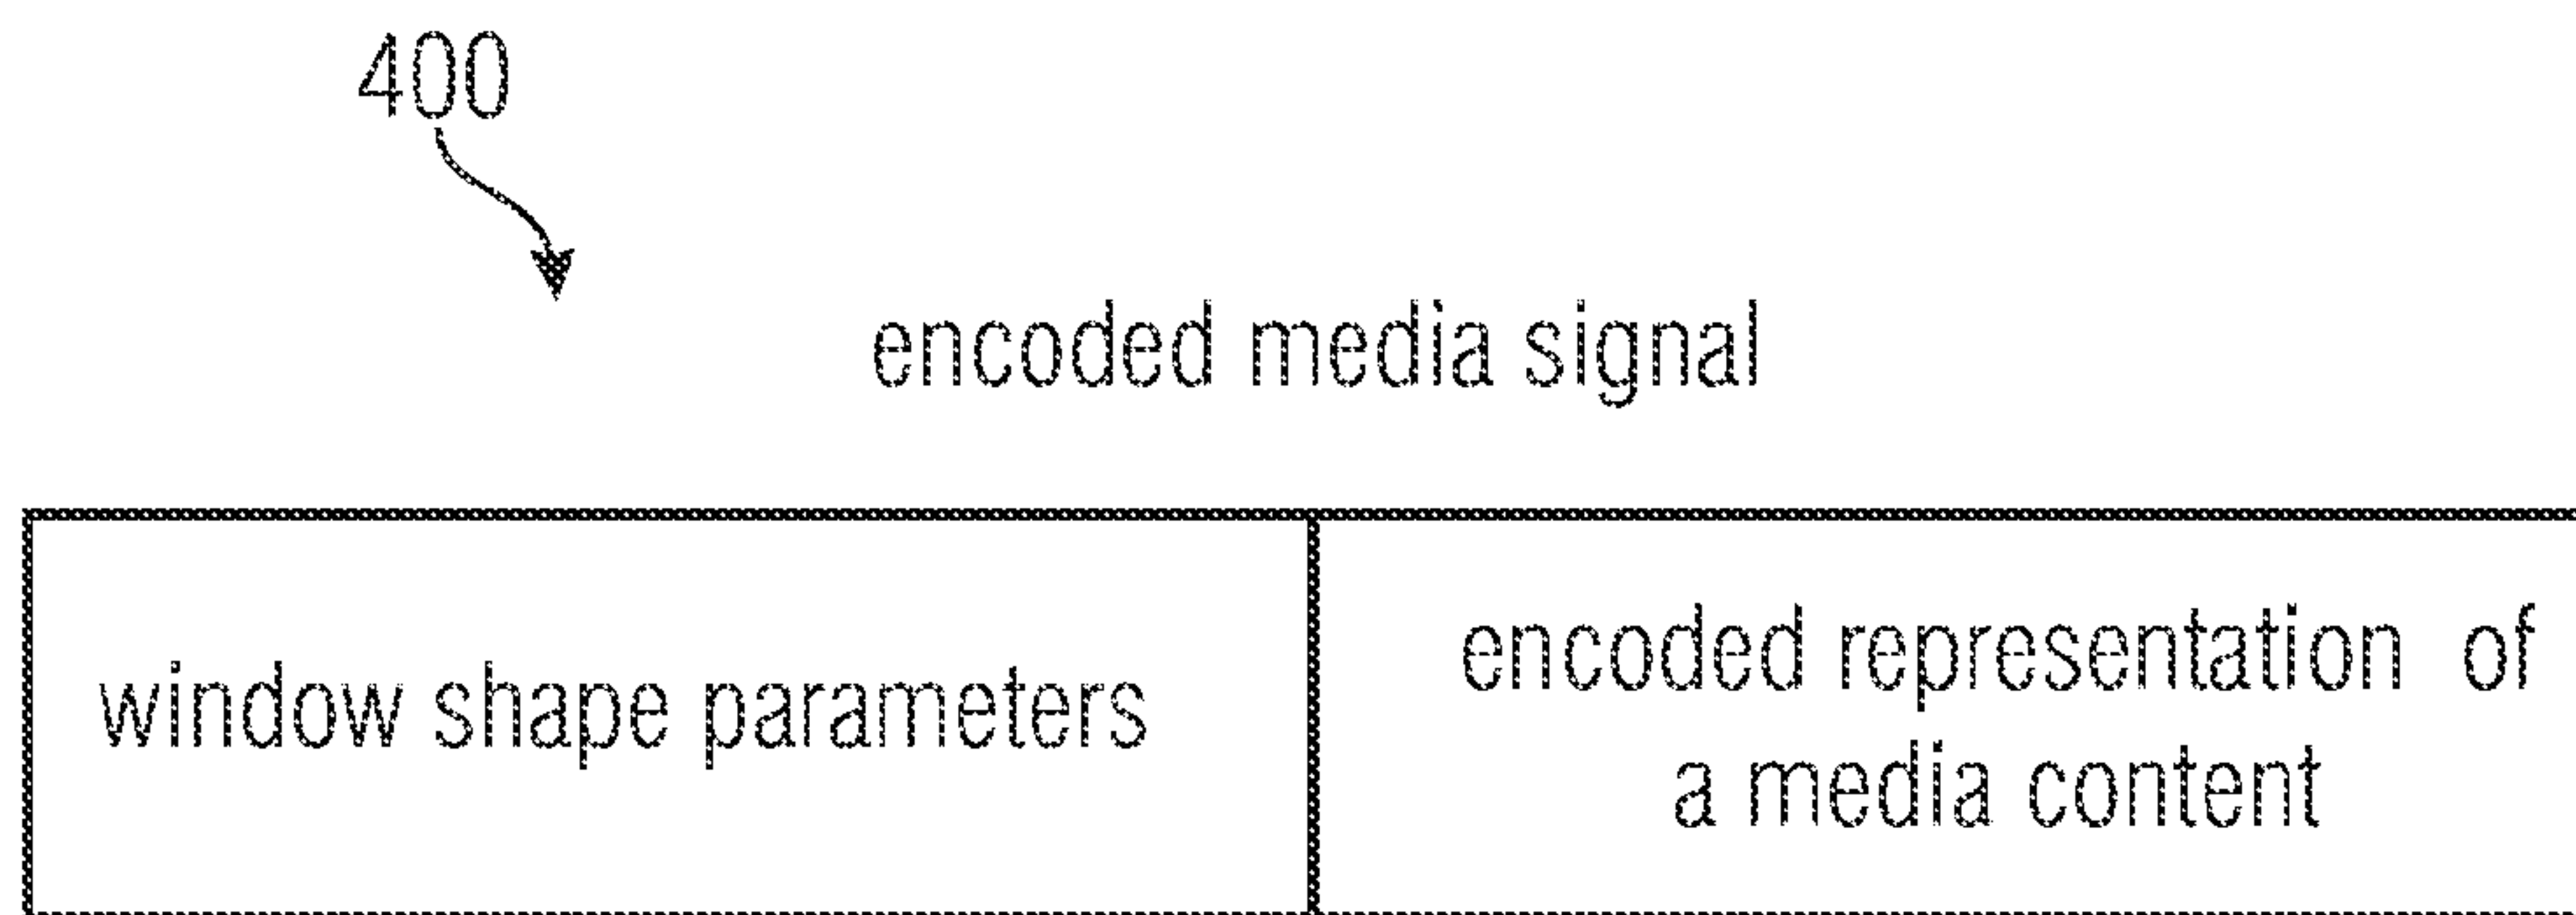 400
encoded media signal
window shape parameters
encoded representation of
a media content